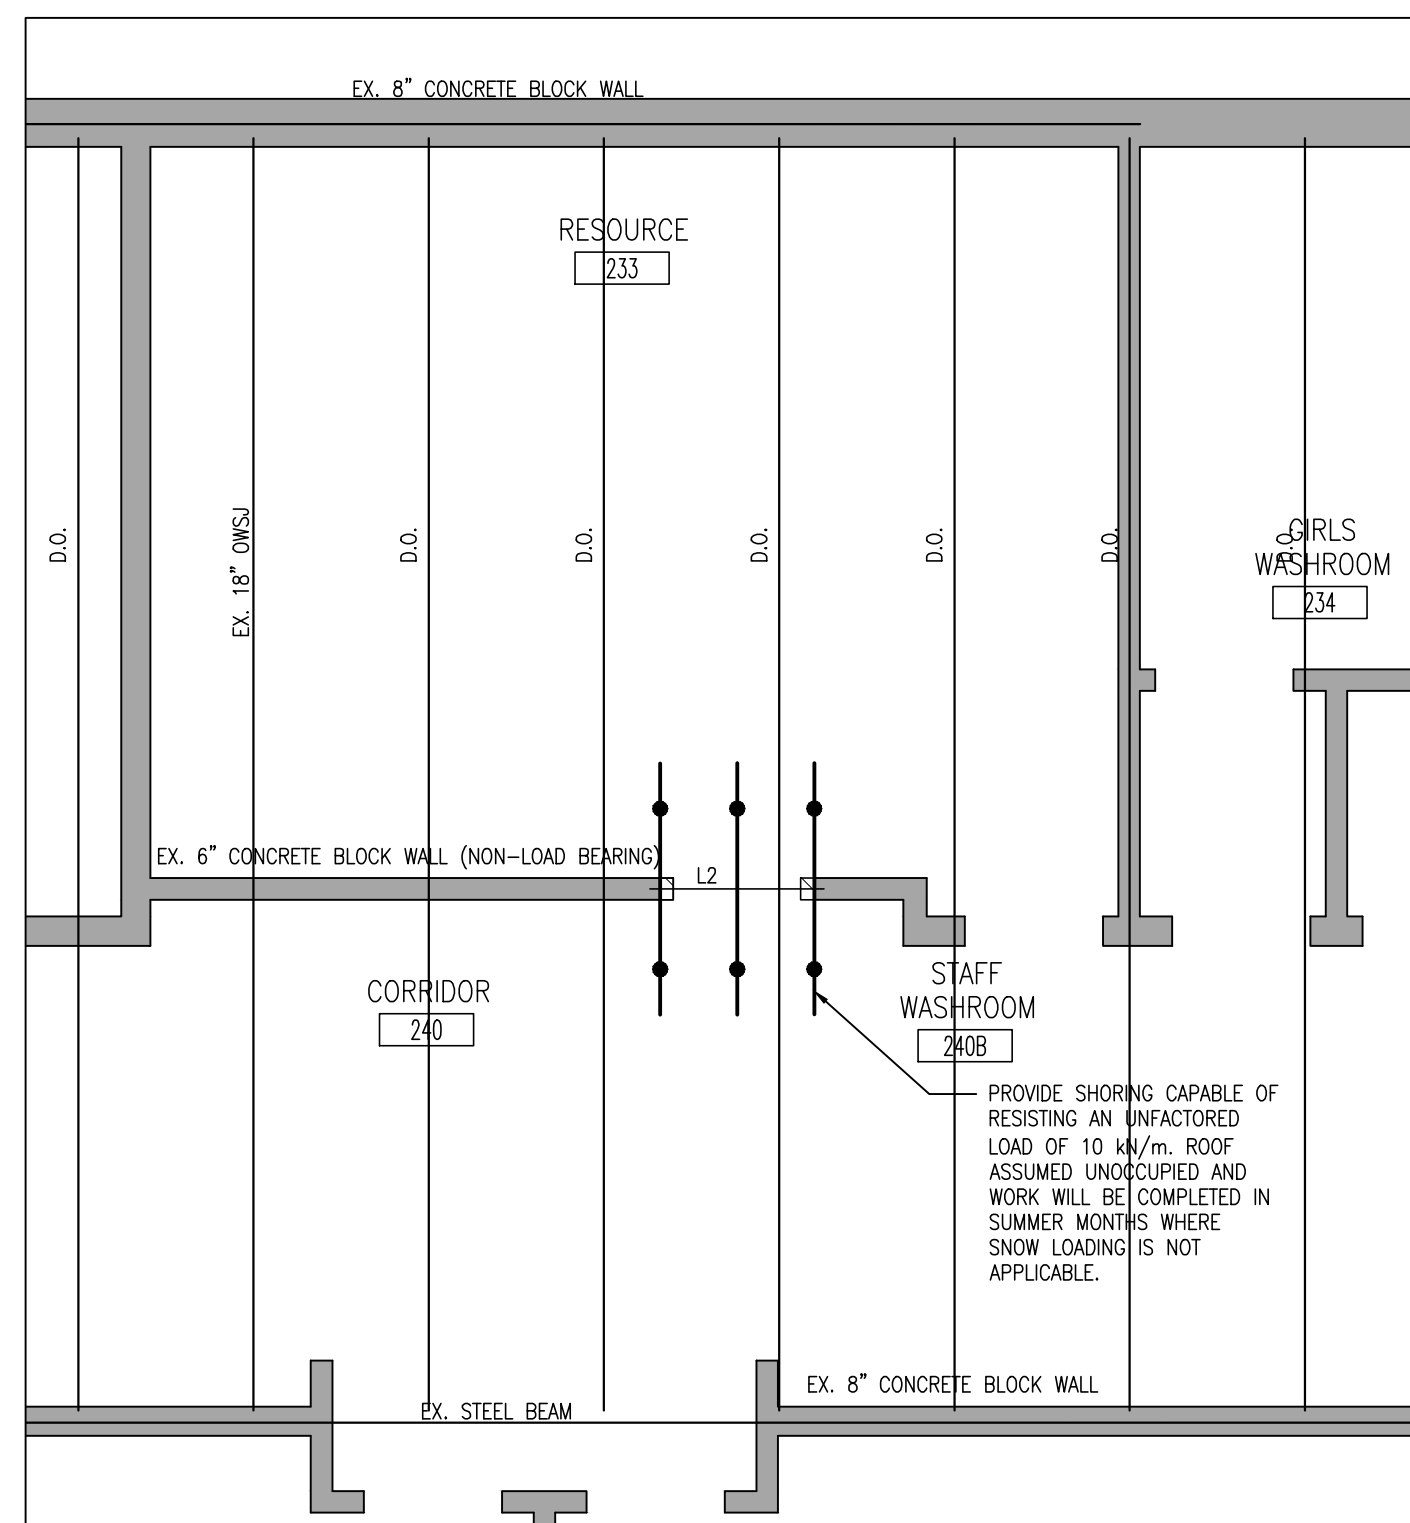 EX. 8” CONCRETE BLOCK WALL
RESOURCE
233
D.O.
EX. 18” OWSJ
D.O.
D.O.
D.O.
D.O.
D.O.
D.O.
GIRLS
WASHROOM
234
EX. 6” CONCRETE BLOCK WALL (NON-LOAD BEARING)
L2
CORRIDOR
240
STAFF
WASHROOM
240B
PROVIDE SHORING CAPABLE OF
RESISTING AN UNFACTORED
LOAD OF 10 kN/m. ROOF
ASSUMED UNOCCUPIED AND
WORK WILL BE COMPLETED IN
SUMMER MONTHS WHERE
SNOW LOADING IS NOT
APPLICABLE.
EX. 8” CONCRETE BLOCK WALL
EX. STEEL BEAM